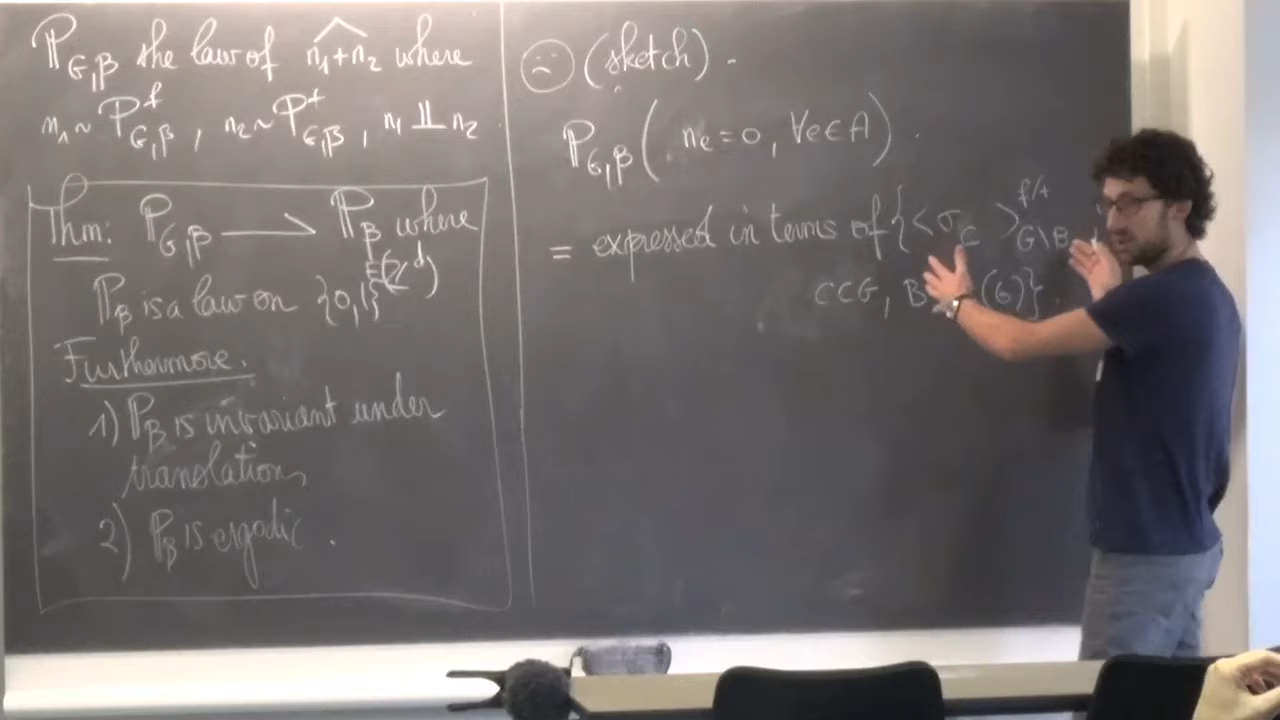 ℙ_{G,β} the law of \widehat{n₁+n₂} where
n₁ ~ ℙ^f_{G,β}, n₂ ~ ℙ^+_{G,β}, n₁ ⫫ n₂
Thm: ℙ_{G,β} ⟶ ℙ_β where
ℙ_β is a law on {0,1}^{E(ℤ^d)}
Furthermore.
1) ℙ_β is invariant under
translations
2) ℙ_β is ergodic.
☹ (sketch).
ℙ_{G,β}( n_e = 0, ∀e∈A ).
= expressed in terms of {<σ_C>^{f/+}_{G\B
C⊂G, B (G)}.